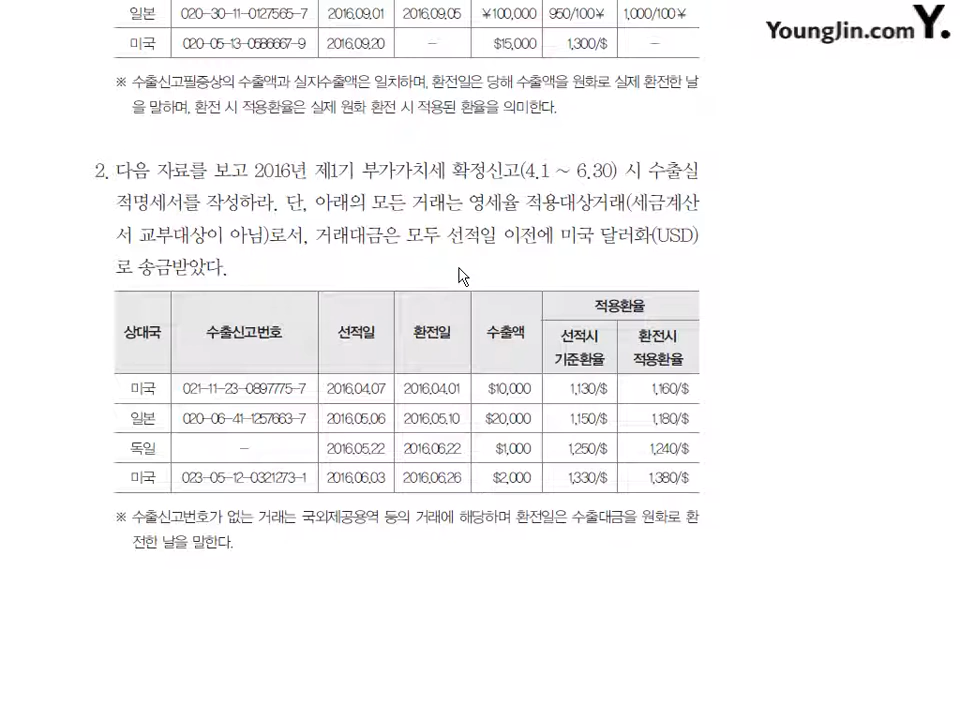 일본 020-30-11-0127565-7 2016.09.01 2016.09.05 ¥100,000 950/100¥ 1,000/100¥
YoungJin.com Y.
미국 020-05-13-0586667-9 2016.09.20 - $15,000 1,300/$ -
※ 수출신고필증상의 수출액과 실지수출액은 일치하며, 환전일은 당해 수출액을 원화로 실제 환전한 날
을 말하며, 환전 시 적용환율은 실제 원화 환전 시 적용된 환율을 의미한다.
2. 다음 자료를 보고 2016년 제1기 부가가치세 확정신고(4.1 ~ 6.30) 시 수출실
적명세서를 작성하라. 단, 아래의 모든 거래는 영세율 적용대상거래(세금계산
서 교부대상이 아님)로서, 거래대금은 모두 선적일 이전에 미국 달러화(USD)
로 송금받았다.
상대국 수출신고번호 선적일 환전일 수출액 적용환율
선적시 기준환율 환전시 적용환율
미국 021-11-23-0897775-7 2016.04.07 2016.04.01 $10,000 1,130/$ 1,160/$
일본 020-06-41-1257663-7 2016.05.06 2016.05.10 $20,000 1,150/$ 1,180/$
독일 - 2016.05.22 2016.06.22 $1,000 1,250/$ 1,240/$
미국 023-05-12-0321273-1 2016.06.03 2016.06.26 $2,000 1,330/$ 1,380/$
※ 수출신고번호가 없는 거래는 국외제공용역 등의 거래에 해당하며 환전일은 수출대금을 원화로 환
전한 날을 말한다.